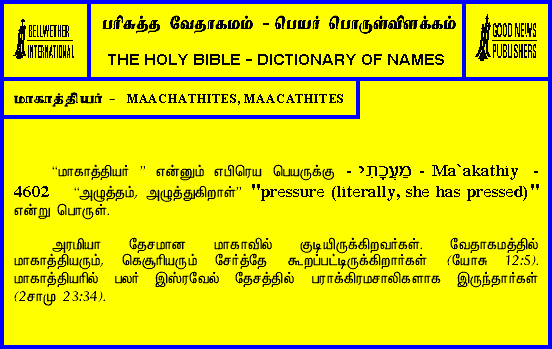 BELLWETHER
INTERNATIONAL
பரிசுத்த வேதாகமம் - பெயர் பொருள்விளக்கம்
THE HOLY BIBLE - DICTIONARY OF NAMES
GOOD NEWS
PUBLISHERS
மாகாத்தியர் - MAACHATHITES, MAACATHITES
“மாகாத்தியர் ” என்னும் எபிரெய பெயருக்கு - מַעֲכָתִי - Ma`akathiy -
4602 “அழுத்தம், அழுத்துகிறாள்” "pressure (literally, she has pressed)"
என்று பொருள்.
அரமியா தேசமான மாகாவில் குடியிருக்கிறவர்கள். வேதாகமத்தில்
மாகாத்தியரும், கெசூரியரும் சேர்த்தே கூறப்பட்டிருக்கிறார்கள் (யோசு 12:5).
மாகாத்தியரில் பலர் இஸ்ரவேல் தேசத்தில் பராக்கிரமசாலிகளாக இருந்தார்கள்
(2சாமு 23:34).